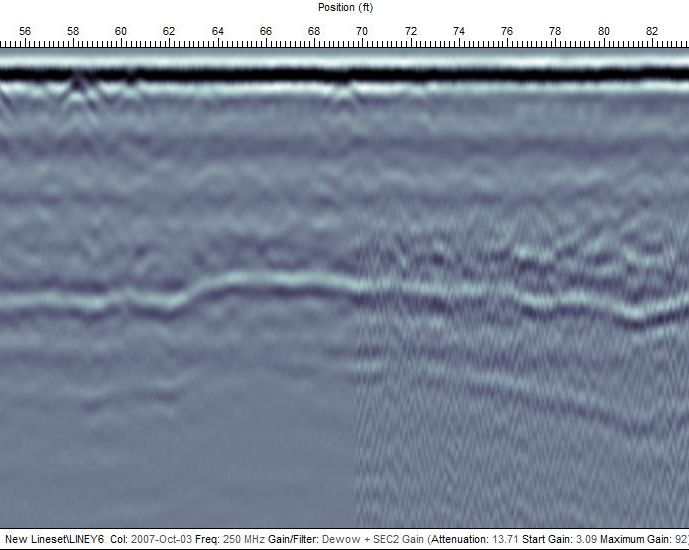 Position (ft)
56 58 60 62 64 66 68 70 72 74 76 78 80 82
New Lineset\LINEY6 Col: 2007-Oct-03 Freq: 250 MHz Gain/Filter: Dewow + SEC2 Gain (Attenuation: 13.71 Start Gain: 3.09 Maximum Gain: 92